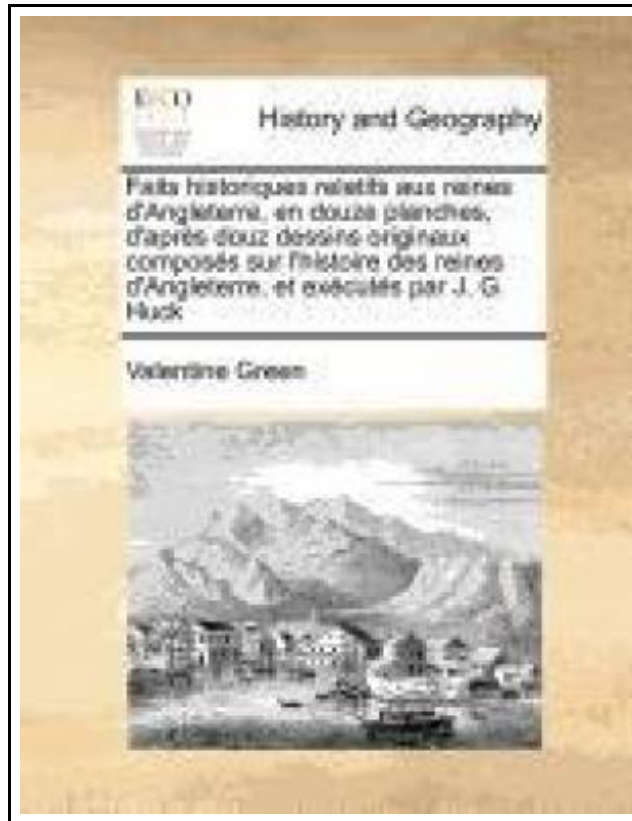 ECCO
History and Geography
Faits historiques relatifs aux reines
d'Angleterre, en douze planches,
d'après douz dessins originaux
composés sur l'histoire des reines
d'Angleterre, et exécutés par J. G.
Huck
Valentine Green